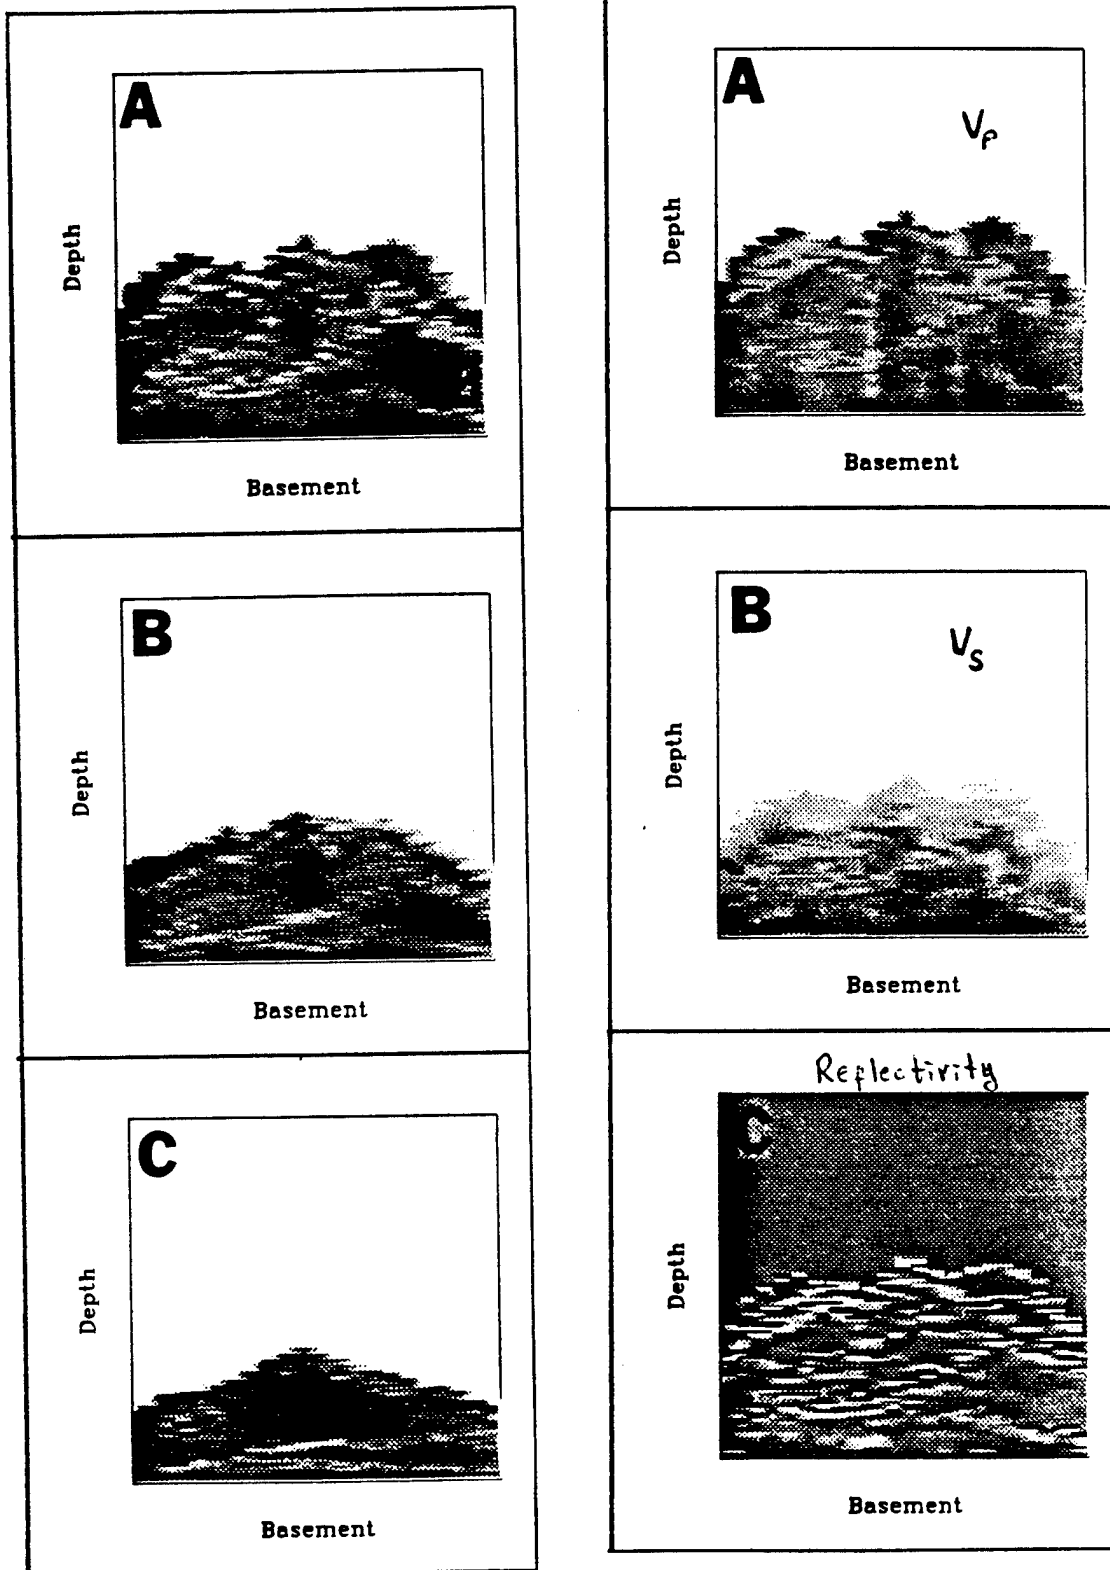 A
Depth
Basement
B
Depth
Basement
C
Depth
Basement
A
Vp
Depth
Basement
B
Vs
Depth
Basement
Reflectivity
C
Depth
Basement